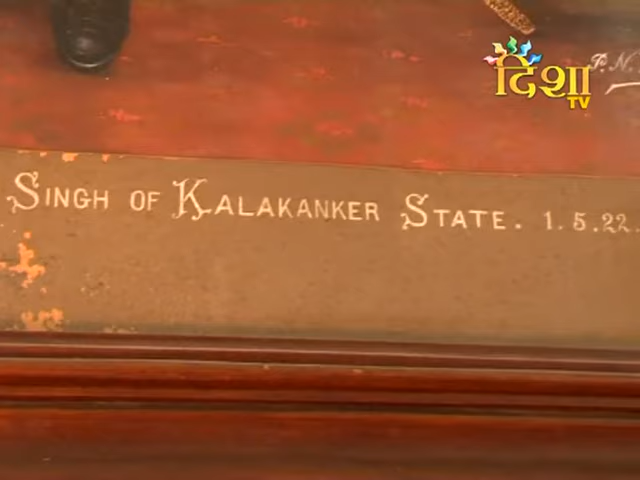 दिशा
TV
P. N.
SINGH OF KALAKANKER STATE. 1.5.22.